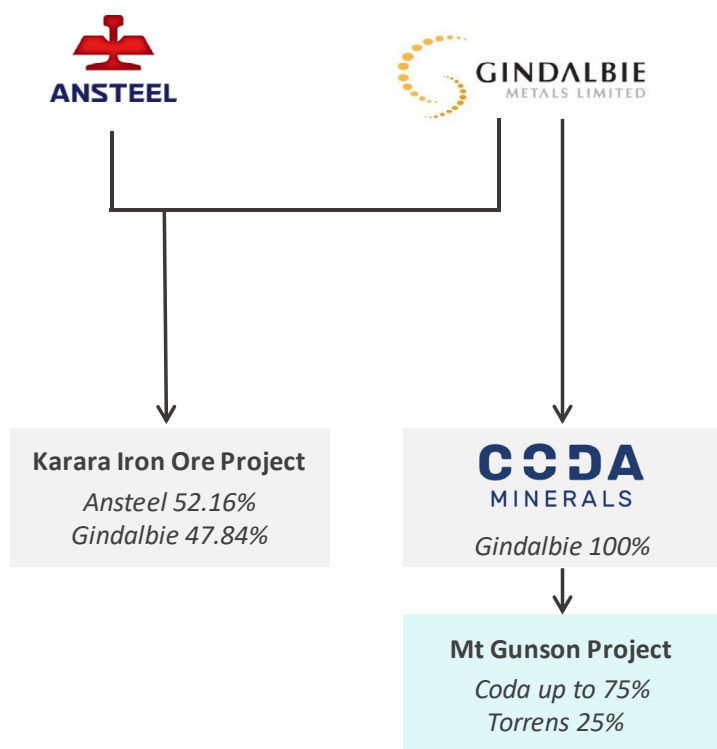 ANSTEEL
GINDALBIE
METALS LIMITED
Karara Iron Ore Project
Ansteel 52.16%
Gindalbie 47.84%
CODA
MINERALS
Gindalbie 100%
Mt Gunson Project
Coda up to 75%
Torrens 25%